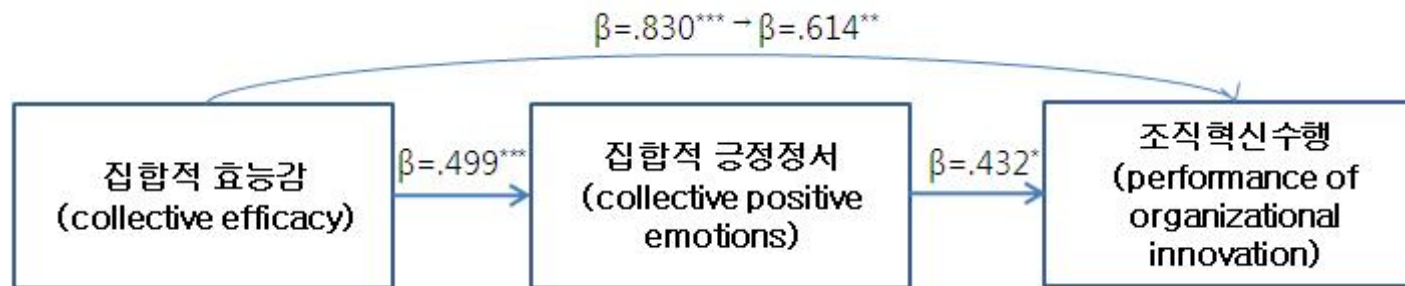 β=.830*** → β=.614**
집합적 효능감
(collective efficacy)
β=.499***
집합적 긍정정서
(collective positive
emotions)
β=.432*
조직혁신수행
(performance of
organizational
innovation)